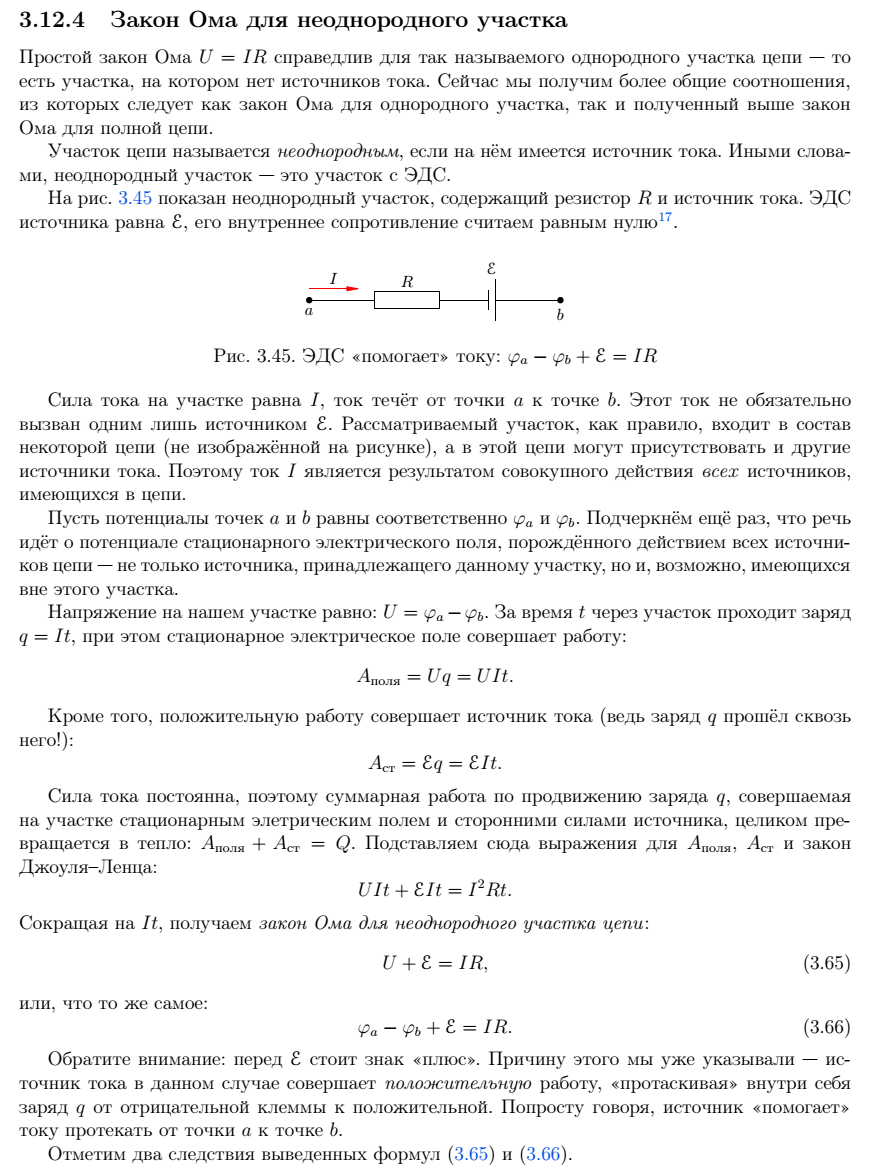 3.12.4 Закон Ома для неоднородного участка
Простой закон Ома U = IR справедлив для так называемого однородного участка цепи — то
есть участка, на котором нет источников тока. Сейчас мы получим более общие соотношения,
из которых следует как закон Ома для однородного участка, так и полученный выше закон
Ома для полной цепи.
Участок цепи называется неоднородным, если на нём имеется источник тока. Иными слова-
ми, неоднородный участок — это участок с ЭДС.
На рис. 3.45 показан неоднородный участок, содержащий резистор R и источник тока. ЭДС
источника равна ℰ, его внутреннее сопротивление считаем равным нулю¹⁷.
ℰ
I
R
a
b
Рис. 3.45. ЭДС «помогает» току: φₐ − φ_b + ℰ = IR
Сила тока на участке равна I, ток течёт от точки a к точке b. Этот ток не обязательно
вызван одним лишь источником ℰ. Рассматриваемый участок, как правило, входит в состав
некоторой цепи (не изображённой на рисунке), а в этой цепи могут присутствовать и другие
источники тока. Поэтому ток I является результатом совокупного действия всех источников,
имеющихся в цепи.
Пусть потенциалы точек a и b равны соответственно φₐ и φ_b. Подчеркнём ещё раз, что речь
идёт о потенциале стационарного электрического поля, порождённого действием всех источни-
ков цепи — не только источника, принадлежащего данному участку, но и, возможно, имеющихся
вне этого участка.
Напряжение на нашем участке равно: U = φₐ − φ_b. За время t через участок проходит заряд
q = It, при этом стационарное электрическое поле совершает работу:
A_поля = Uq = UIt.
Кроме того, положительную работу совершает источник тока (ведь заряд q прошёл сквозь
него!):
A_ст = ℰq = ℰIt.
Сила тока постоянна, поэтому суммарная работа по продвижению заряда q, совершаемая
на участке стационарным элетрическим полем и сторонними силами источника, целиком пре-
вращается в тепло: A_поля + A_ст = Q. Подставляем сюда выражения для A_поля, A_ст и закон
Джоуля–Ленца:
UIt + ℰIt = I²Rt.
Сокращая на It, получаем закон Ома для неоднородного участка цепи:
U + ℰ = IR, (3.65)
или, что то же самое:
φₐ − φ_b + ℰ = IR. (3.66)
Обратите внимание: перед ℰ стоит знак «плюс». Причину этого мы уже указывали — ис-
точник тока в данном случае совершает положительную работу, «протаскивая» внутри себя
заряд q от отрицательной клеммы к положительной. Попросту говоря, источник «помогает»
току протекать от точки a к точке b.
Отметим два следствия выведенных формул (3.65) и (3.66).